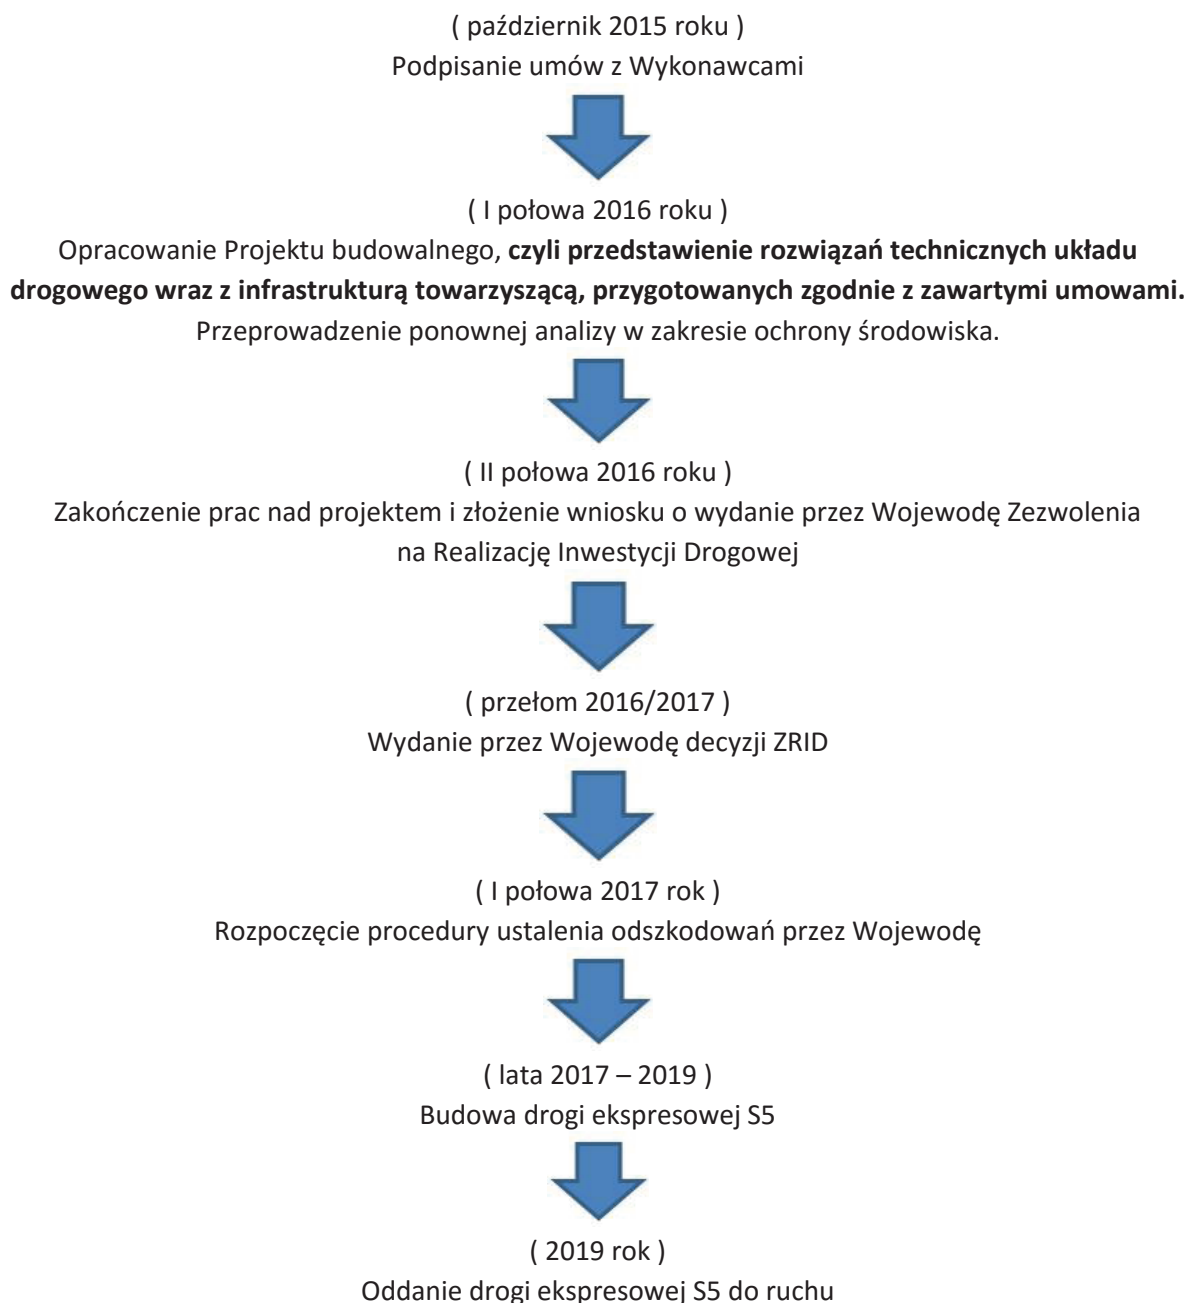 ( październik 2015 roku )
Podpisanie umów z Wykonawcami
( I połowa 2016 roku )
Opracowanie Projektu budowalnego, czyli przedstawienie rozwiązań technicznych układu
drogowego wraz z infrastrukturą towarzyszącą, przygotowanych zgodnie z zawartymi umowami.
Przeprowadzenie ponownej analizy w zakresie ochrony środowiska.
( II połowa 2016 roku )
Zakończenie prac nad projektem i złożenie wniosku o wydanie przez Wojewodę Zezwolenia
na Realizację Inwestycji Drogowej
( przełom 2016/2017 )
Wydanie przez Wojewodę decyzji ZRID
( I połowa 2017 rok )
Rozpoczęcie procedury ustalenia odszkodowań przez Wojewodę
( lata 2017 – 2019 )
Budowa drogi ekspresowej S5
( 2019 rok )
Oddanie drogi ekspresowej S5 do ruchu